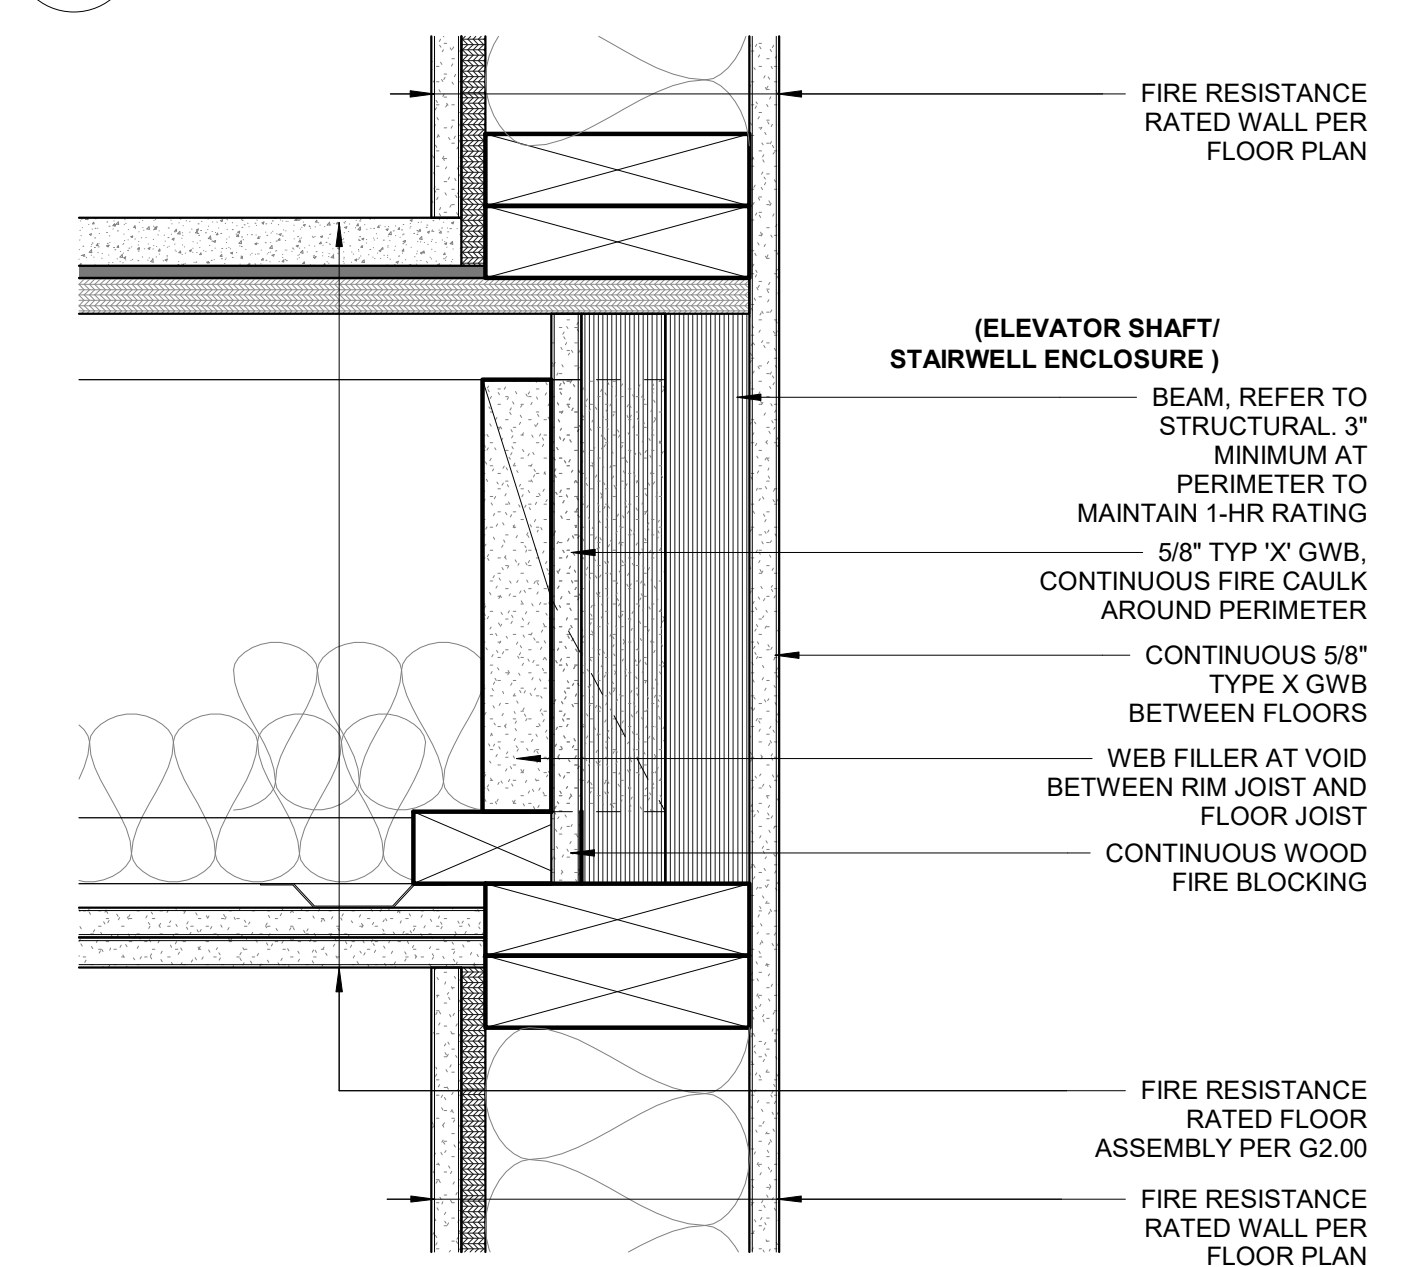 FIRE RESISTANCE
RATED WALL PER
FLOOR PLAN
(ELEVATOR SHAFT/
STAIRWELL ENCLOSURE )
BEAM, REFER TO
STRUCTURAL. 3"
MINIMUM AT
PERIMETER TO
MAINTAIN 1-HR RATING
5/8" TYP 'X' GWB,
CONTINUOUS FIRE CAULK
AROUND PERIMETER
CONTINUOUS 5/8"
TYPE X GWB
BETWEEN FLOORS
WEB FILLER AT VOID
BETWEEN RIM JOIST AND
FLOOR JOIST
CONTINUOUS WOOD
FIRE BLOCKING
FIRE RESISTANCE
RATED FLOOR
ASSEMBLY PER G2.00
FIRE RESISTANCE
RATED WALL PER
FLOOR PLAN